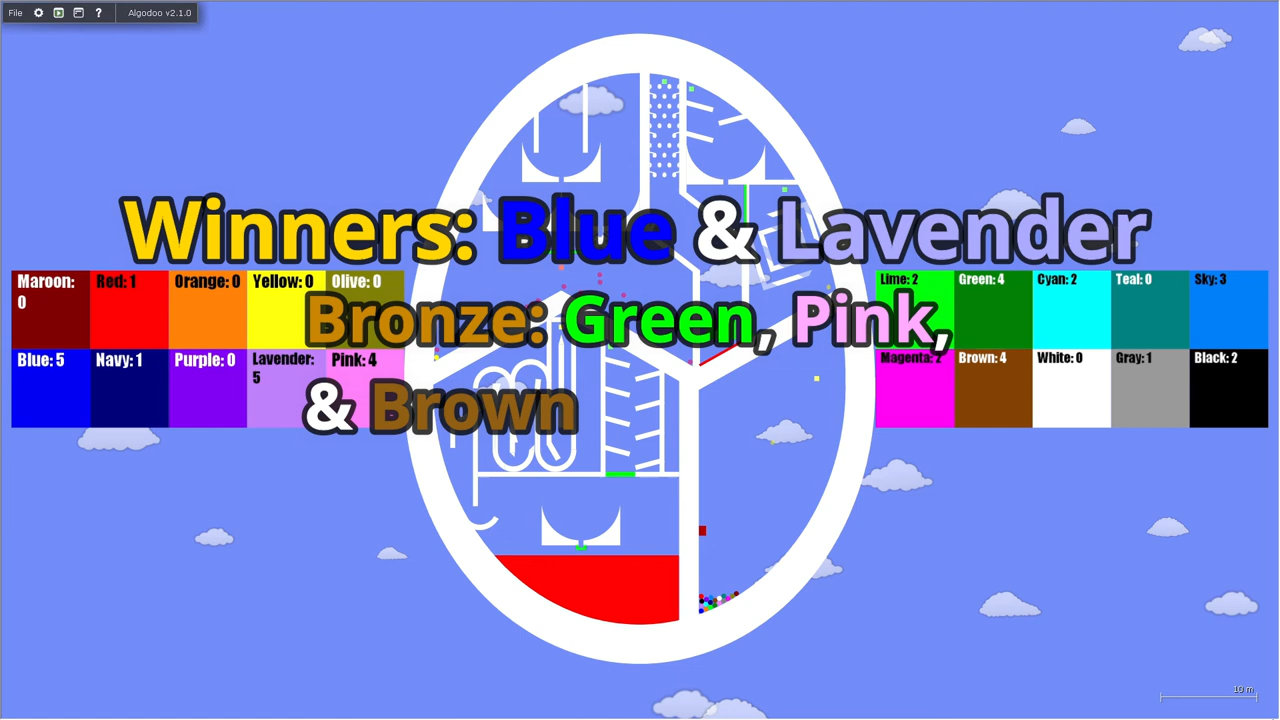 File ? Algodoo v2.1.0
Winners: Blue & Lavender
Bronze: Green, Pink,
& Brown
Maroon: 0
Red: 1
Orange: 0
Yellow: 0
Olive: 0
Blue: 5
Navy: 1
Purple: 0
Lavender: 5
Pink: 4
Lime: 2
Green: 4
Cyan: 2
Teal: 0
Sky: 3
Magenta: 2
Brown: 4
White: 0
Gray: 1
Black: 2
10 m